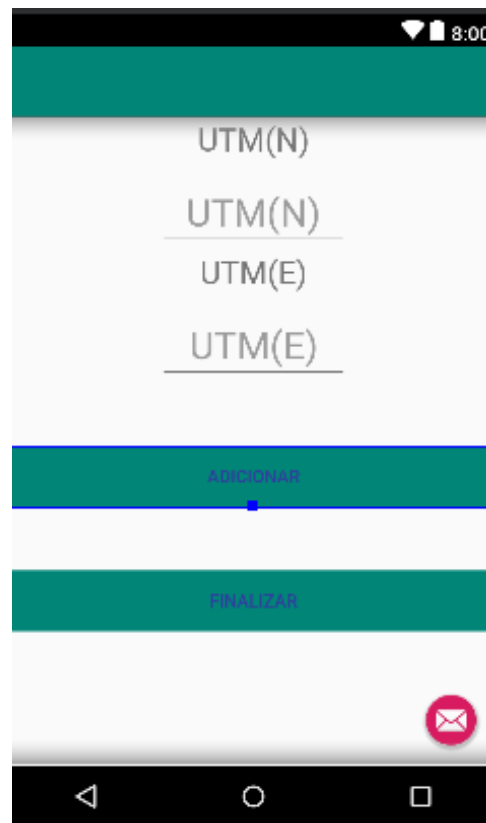 8:00
UTM(N)
UTM(N)
UTM(E)
UTM(E)
ADICIONAR
FINALIZAR